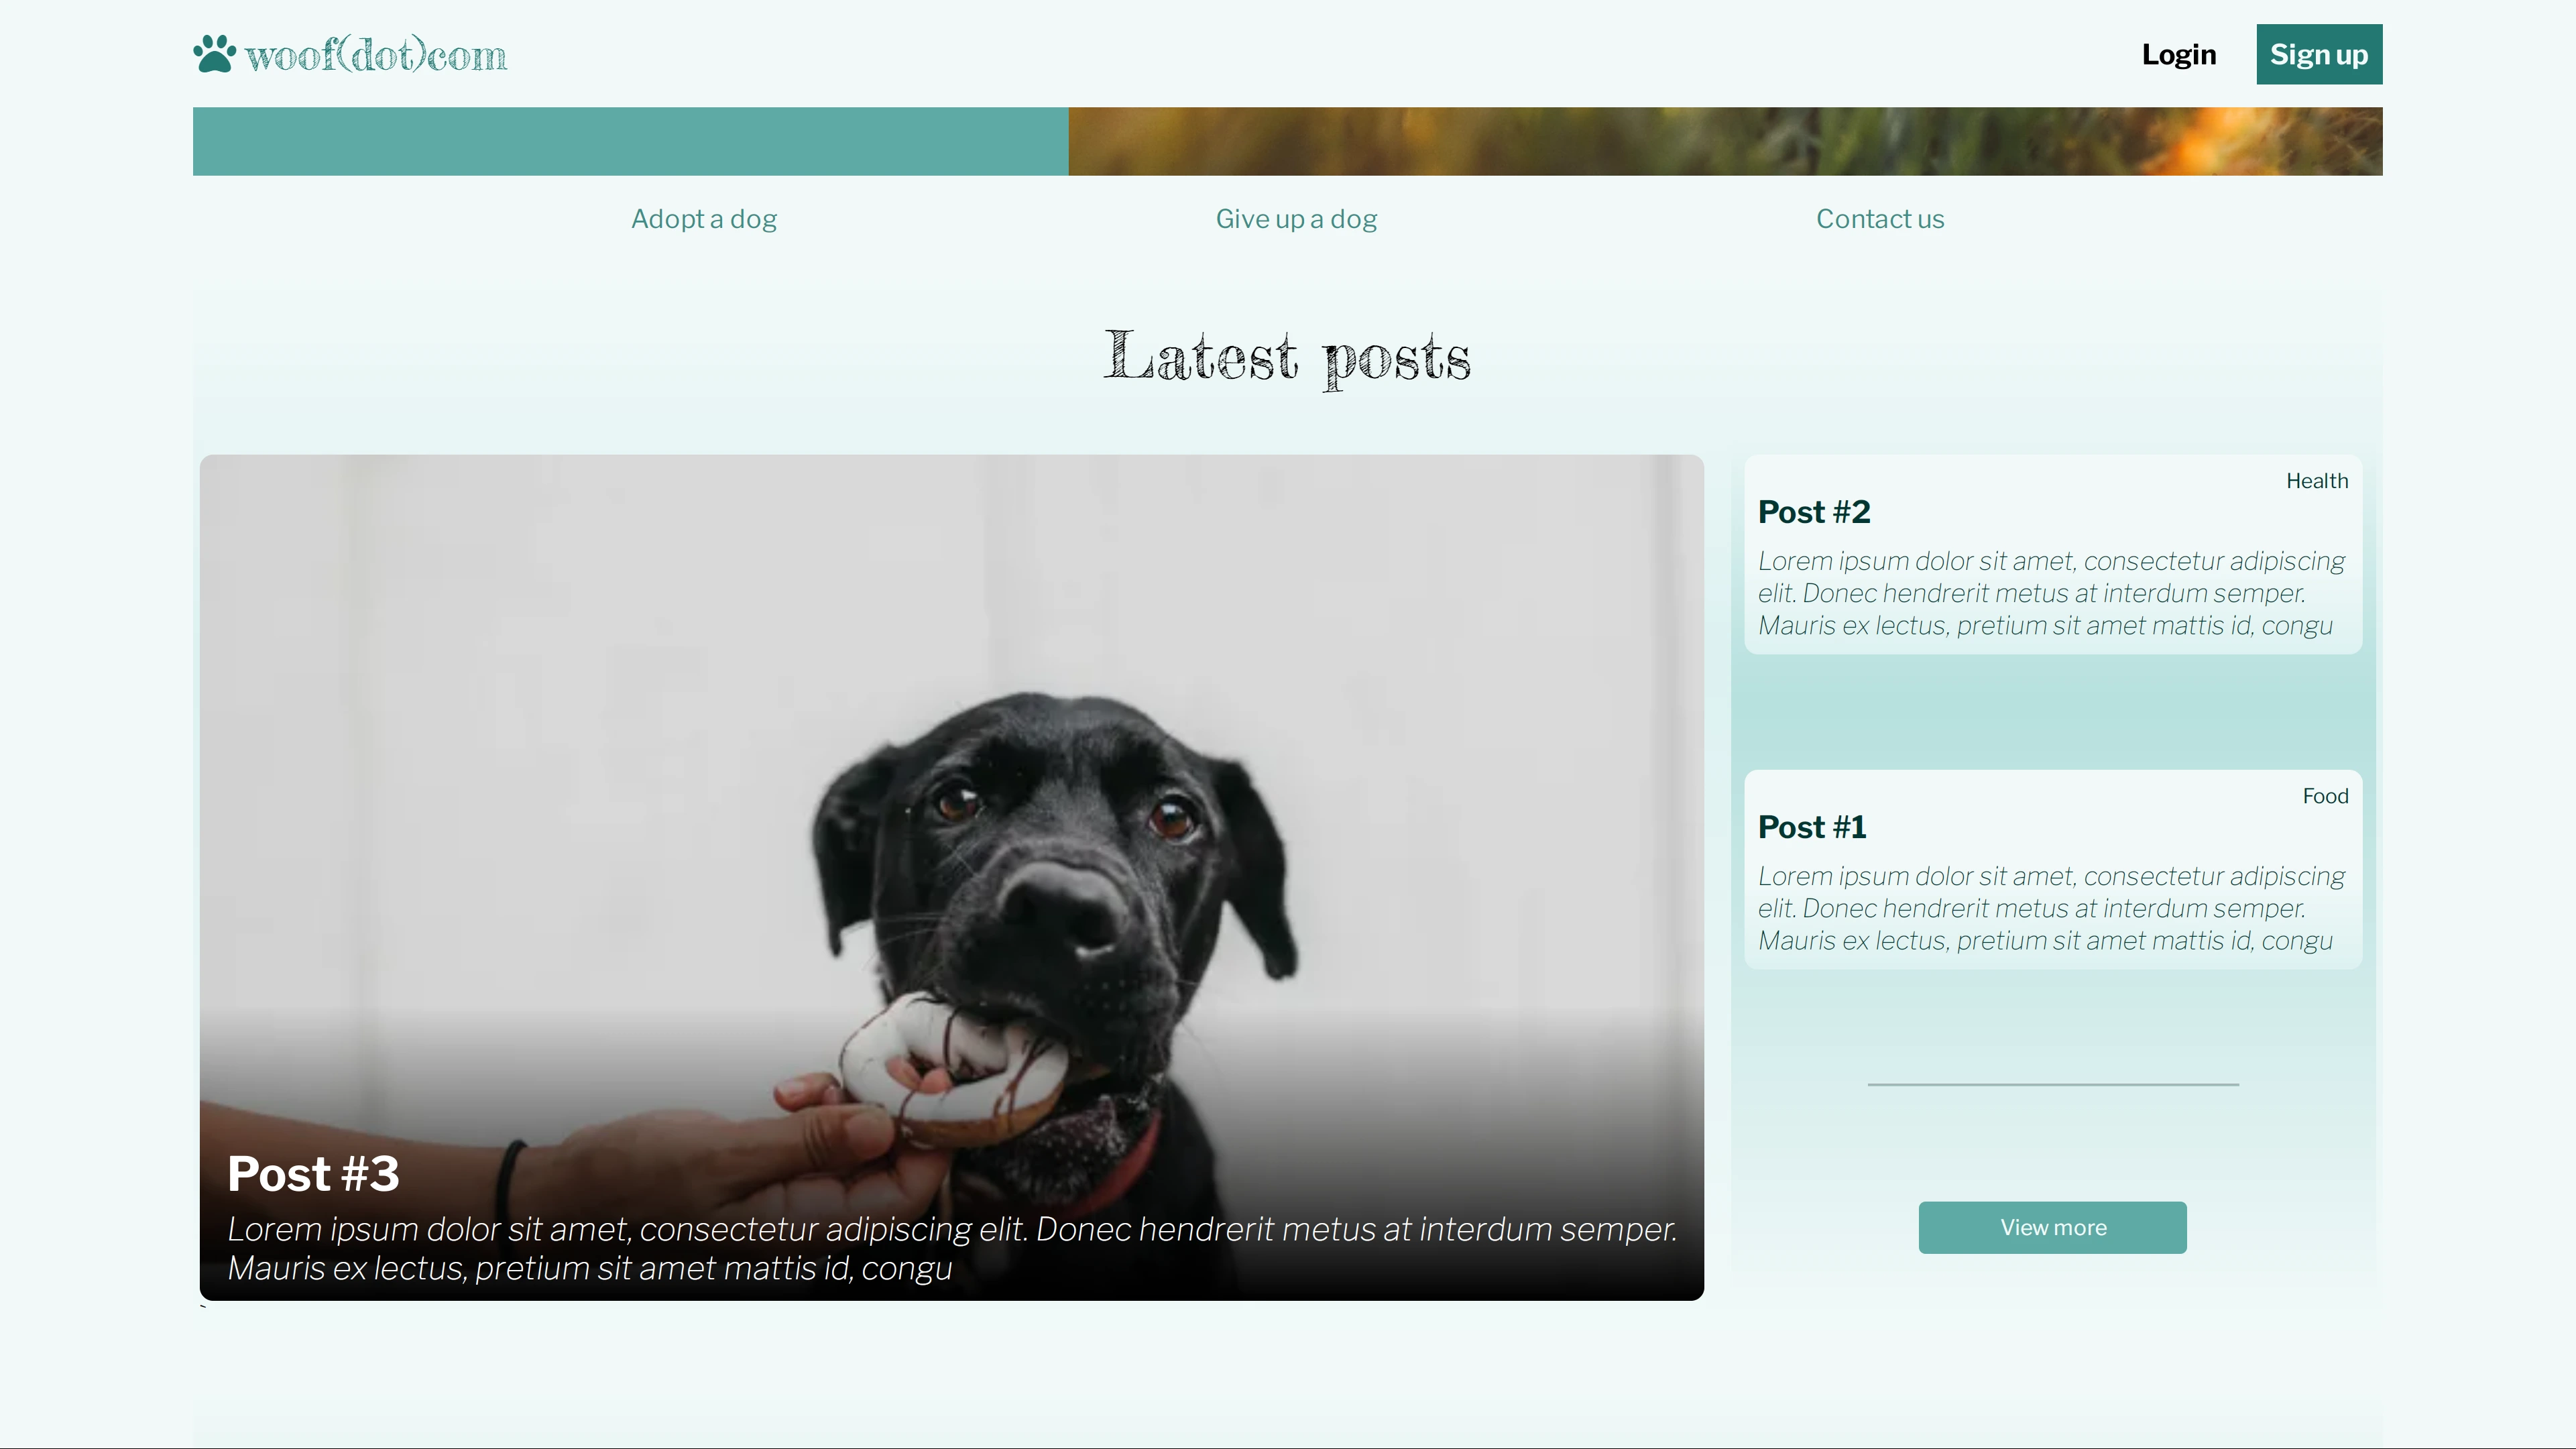 woof(dot)com
Login
Sign up
Adopt a dog
Give up a dog
Contact us
Latest posts
Post #3
Lorem ipsum dolor sit amet, consectetur adipiscing elit. Donec hendrerit metus at interdum semper.
Mauris ex lectus, pretium sit amet mattis id, congu
`
Health
Post #2
Lorem ipsum dolor sit amet, consectetur adipiscing
elit. Donec hendrerit metus at interdum semper.
Mauris ex lectus, pretium sit amet mattis id, congu
Food
Post #1
Lorem ipsum dolor sit amet, consectetur adipiscing
elit. Donec hendrerit metus at interdum semper.
Mauris ex lectus, pretium sit amet mattis id, congu
View more